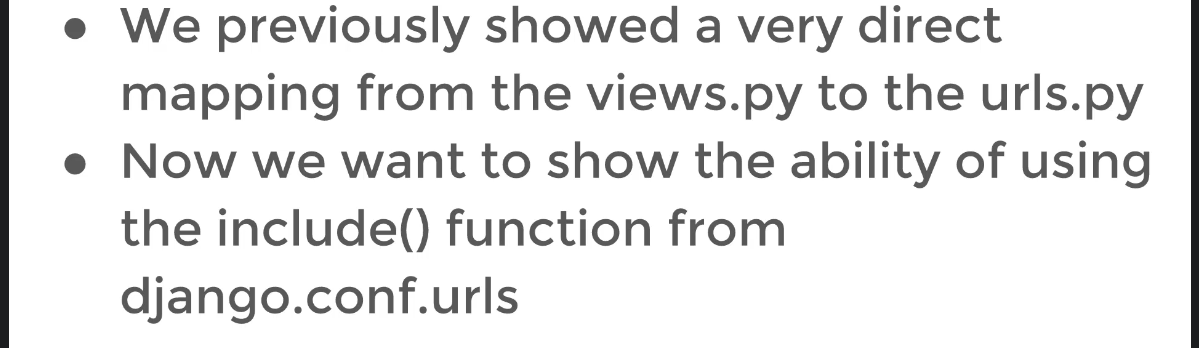 ● We previously showed a very direct
mapping from the views.py to the urls.py
● Now we want to show the ability of using
the include() function from
django.conf.urls